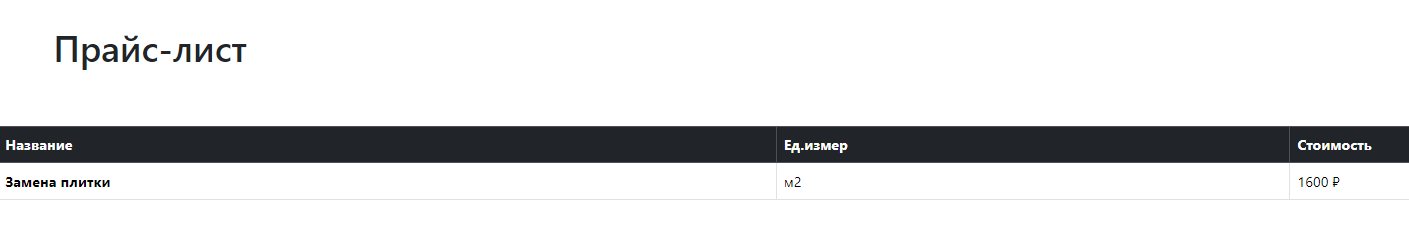 Прайс-лист
Название Ед.измер Стоимость
Замена плитки м2 1600 ₽